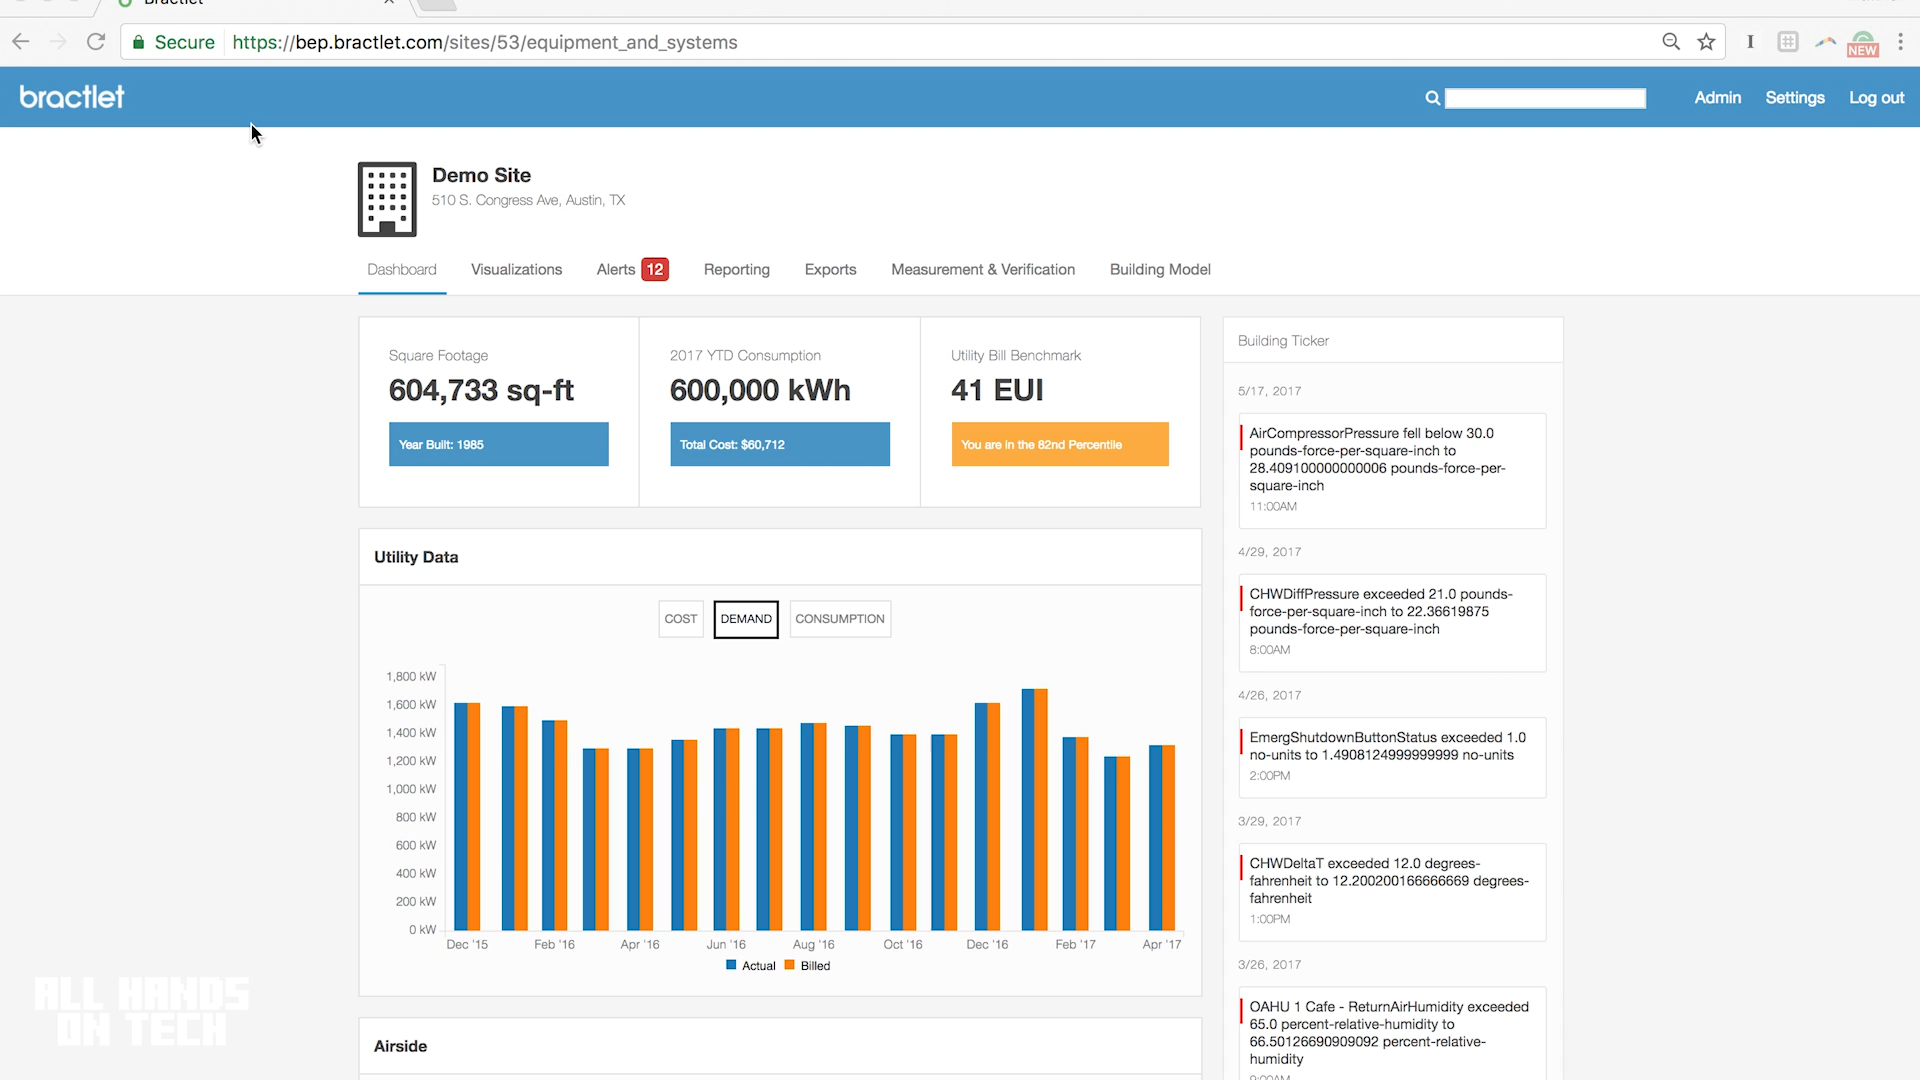 Bractlet
Secure
https://bep.bractlet.com/sites/53/equipment_and_systems
NEW
bractlet
Admin
Settings
Log out
Demo Site
510 S. Congress Ave, Austin, TX
Dashboard
Visualizations
Alerts 12
Reporting
Exports
Measurement & Verification
Building Model
Square Footage
604,733 sq-ft
Year Built: 1985
2017 YTD Consumption
600,000 kWh
Total Cost: $60,712
Utility Bill Benchmark
41 EUI
You are in the 82nd Percentile
Utility Data
COST
DEMAND
CONSUMPTION
1,800 kW
1,600 kW
1,400 kW
1,200 kW
1,000 kW
800 kW
600 kW
400 kW
200 kW
0 kW
Dec '15
Feb '16
Apr '16
Jun '16
Aug '16
Oct '16
Dec '16
Feb '17
Apr '17
Actual
Billed
Airside
Building Ticker
5/17, 2017
AirCompressorPressure fell below 30.0
pounds-force-per-square-inch to
28.409100000000006 pounds-force-per-
square-inch
11:00AM
4/29, 2017
CHWDiffPressure exceeded 21.0 pounds-
force-per-square-inch to 22.36619875
pounds-force-per-square-inch
8:00AM
4/26, 2017
EmergShutdownButtonStatus exceeded 1.0
no-units to 1.4908124999999999 no-units
2:00PM
3/29, 2017
CHWDeltaT exceeded 12.0 degrees-
fahrenheit to 12.200200166666669 degrees-
fahrenheit
1:00PM
3/26, 2017
OAHU 1 Cafe - ReturnAirHumidity exceeded
65.0 percent-relative-humidity to
66.50126690909092 percent-relative-
humidity
9:00AM
ALL HANDS
ON TECH